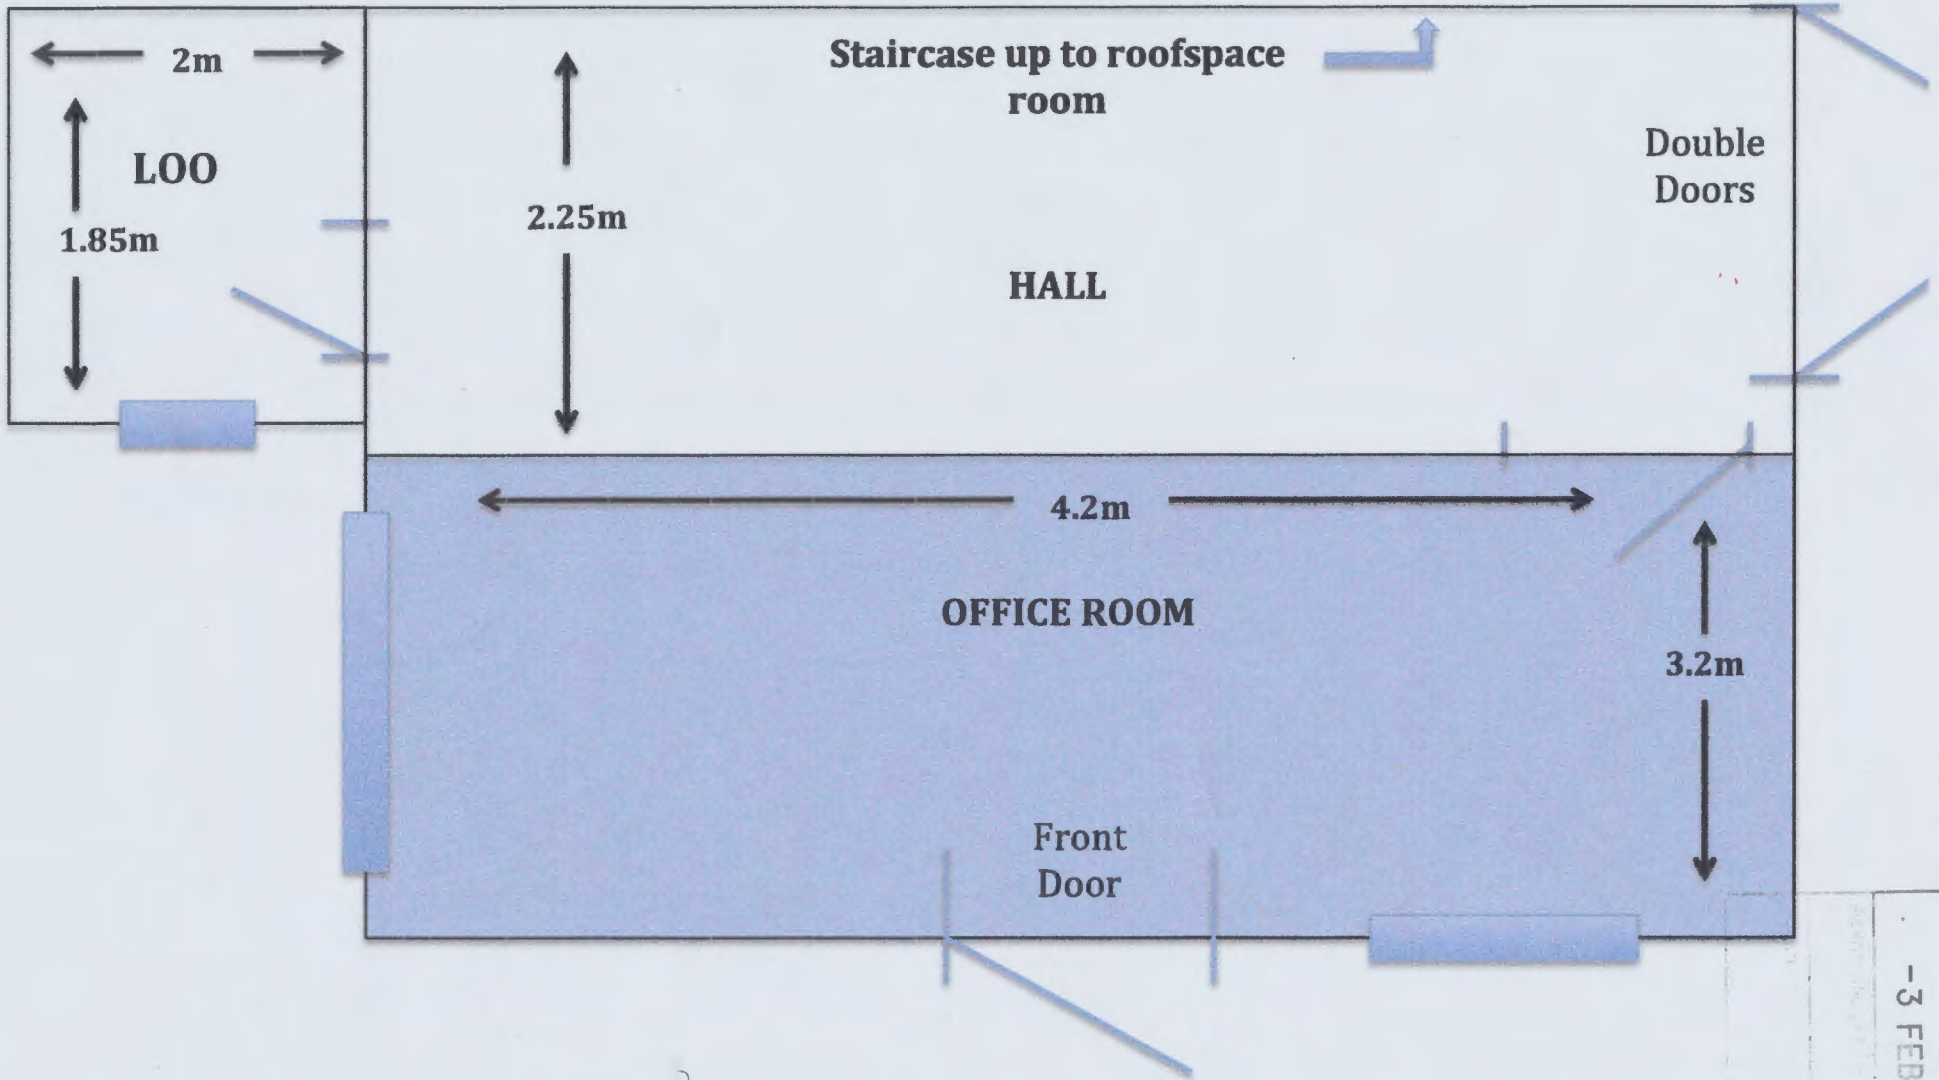 2m
Staircase up to roofspace
room
Double
Doors
LOO
2.25m
1.85m
HALL
4.2m
OFFICE ROOM
3.2m
Front
Door
-3 FEB